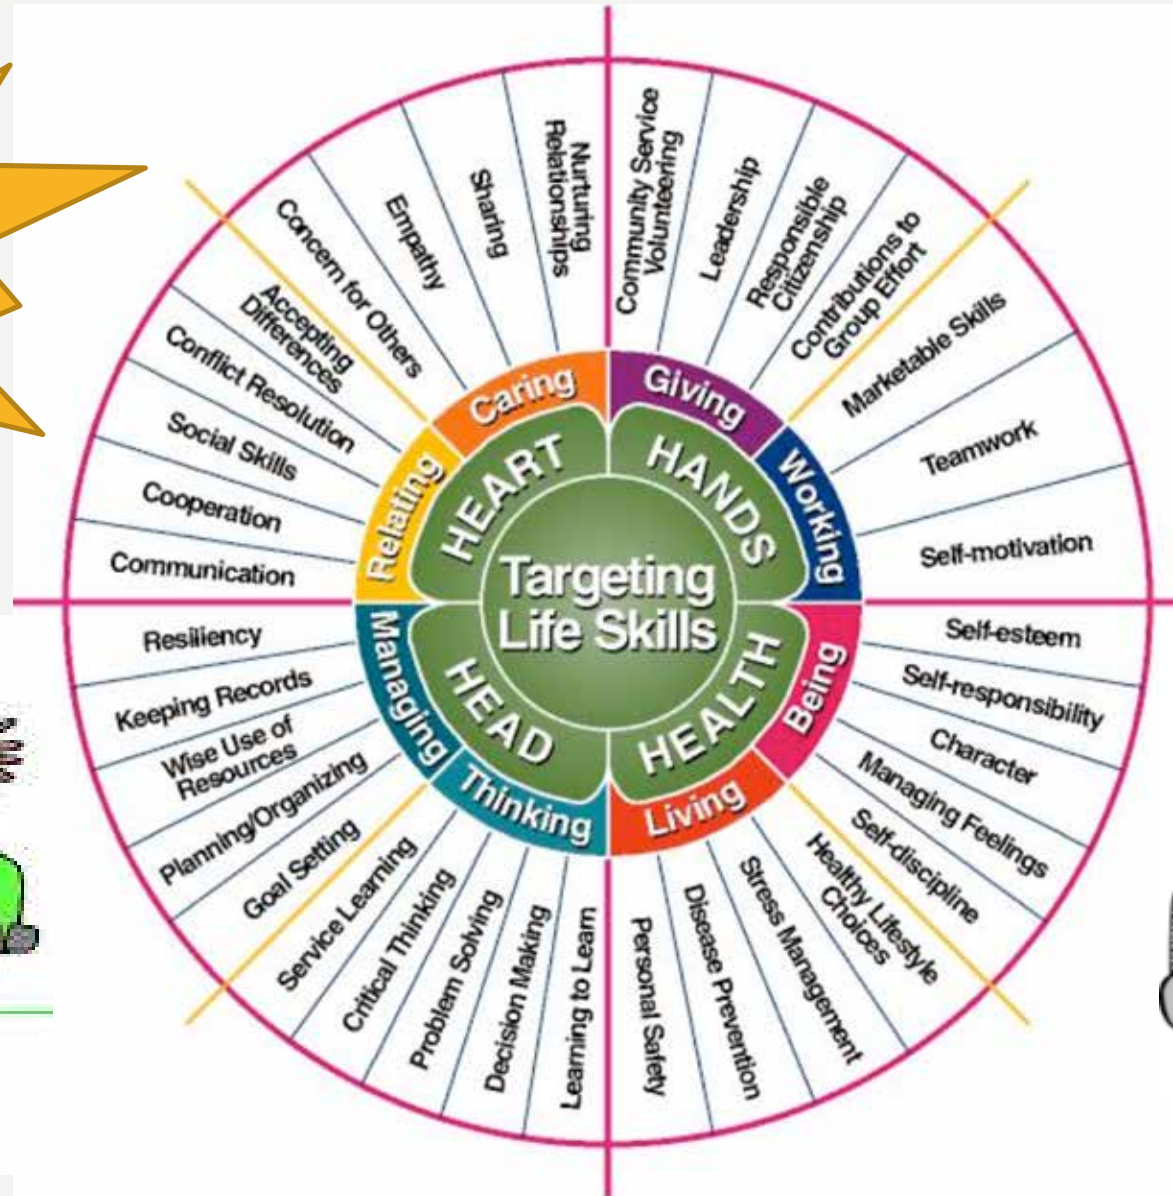 Targeting
Life Skills
HEART
HANDS
HEALTH
HEAD
Caring
Giving
Working
Being
Living
Thinking
Managing
Relating
Nurturing
Relationships
Sharing
Empathy
Concern for Others
Accepting
Differences
Conflict Resolution
Social Skills
Cooperation
Communication
Community Service
Volunteering
Leadership
Responsible
Citizenship
Contributions to
Group Effort
Marketable Skills
Teamwork
Self-motivation
Self-esteem
Self-responsibility
Character
Managing Feelings
Self-discipline
Healthy Lifestyle
Choices
Stress Management
Disease Prevention
Personal Safety
Learning to Learn
Decision Making
Problem Solving
Critical Thinking
Service Learning
Goal Setting
Planning/Organizing
Wise Use of
Resources
Keeping Records
Resiliency